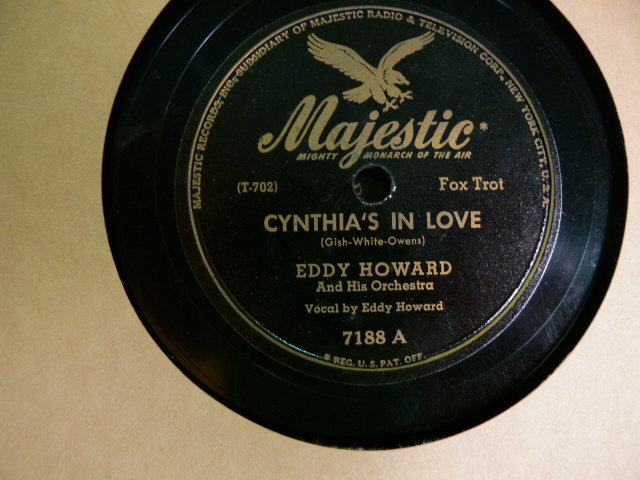 MAJESTIC RECORDS, INC., SUBSIDIARY OF MAJESTIC RADIO & TELEVISION CORP. NEW YORK CITY, U.S.A.
Majestic*
MIGHTY MONARCH OF THE AIR
(T-702) Fox Trot
CYNTHIA'S IN LOVE
(Gish-White-Owens)
EDDY HOWARD
And His Orchestra
Vocal by Eddy Howard
7188 A
* REG. U.S. PAT. OFF.